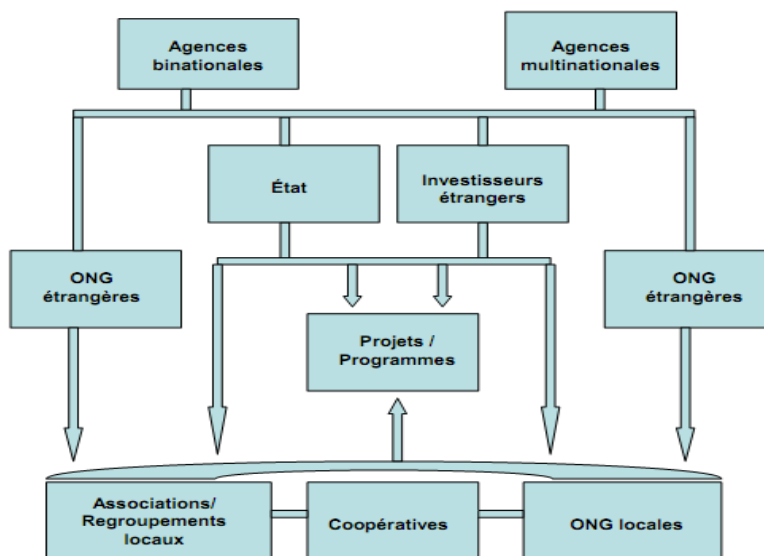 Agences
binationales
Agences
multinationales
État
Investisseurs
étrangers
ONG
étrangères
ONG
étrangères
Projets /
Programmes
Associations/
Regroupements
locaux
Coopératives
ONG locales